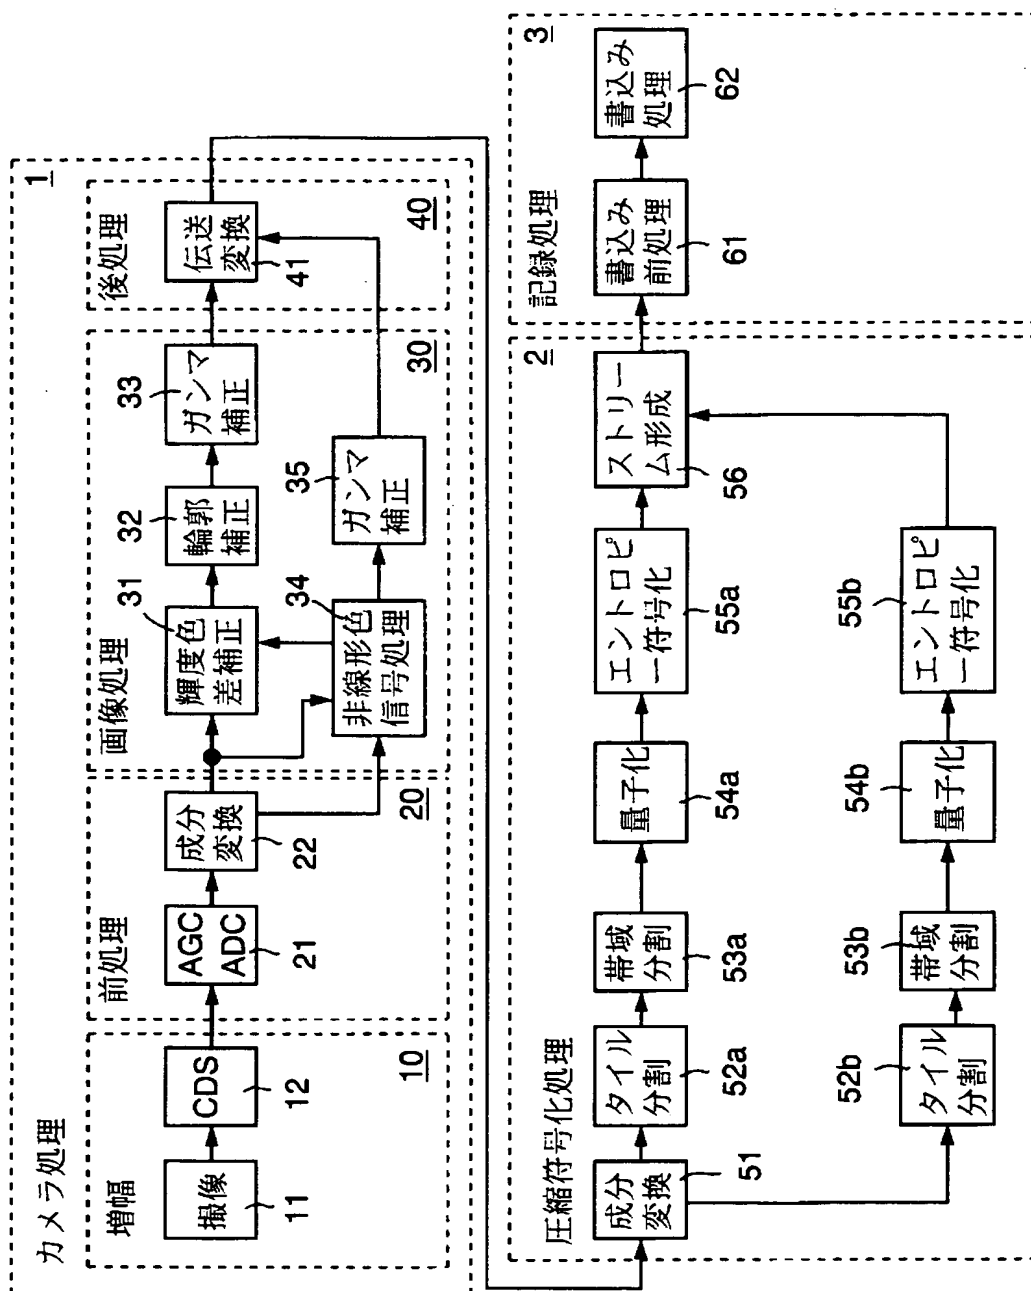 カメラ処理
1
増幅
撮像
11
CDS
12
10
前処理
AGC
ADC
21
成分
変換
22
20
画像処理
輝度色
差補正
31
輪郭
補正
32
ガンマ
補正
33
非線形色
信号処理
34
ガンマ
補正
35
30
後処理
伝送
変換
41
40
圧縮符号化処理
2
成分
変換
51
タイル
分割
52a
帯域
分割
53a
量子化
54a
エントロピ
ー符号化
55a
ストリー
ム形成
56
タイル
分割
52b
帯域
分割
53b
量子化
54b
エントロピ
ー符号化
55b
記録処理
3
書込み
前処理
61
書込み
処理
62